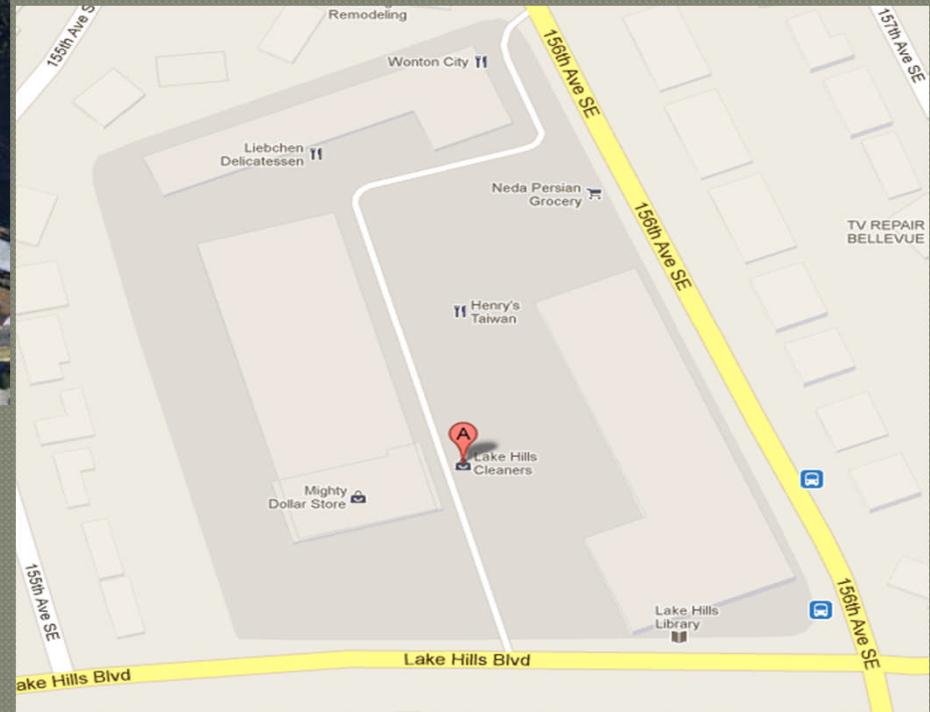 Remodeling
155th Ave S
156th Ave SE
157th Ave SE
Wonton City
Liebchen
Delicatessen
Neda Persian
Grocery
156th Ave SE
TV REPAIR
BELLEVUE
Henry's
Taiwan
A
Lake Hills
Cleaners
Mighty
Dollar Store
155th Ave SE
156th Ave SE
Lake Hills
Library
Lake Hills Blvd
ake Hills Blvd